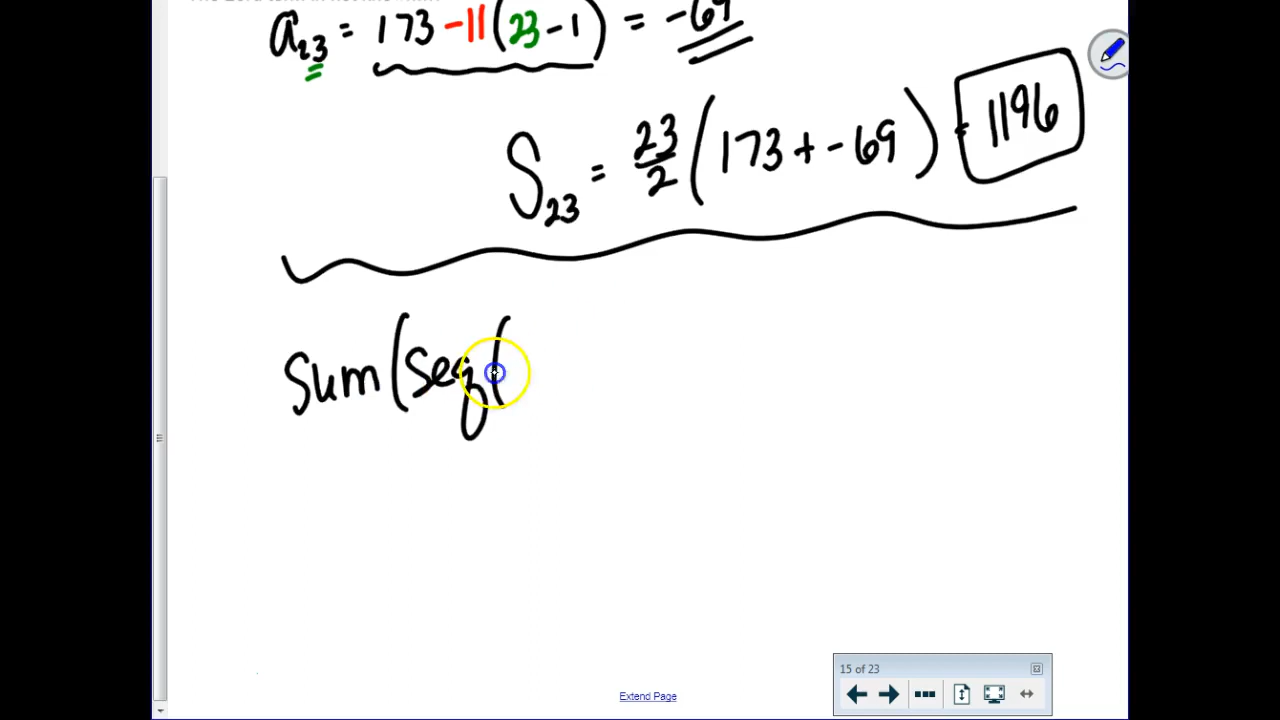 a₂₃ = 173 -11(23 - 1) = -69
S₂₃ = 23/2 (173 + -69) = 1196
Sum(Seq(
15 of 23
Extend Page